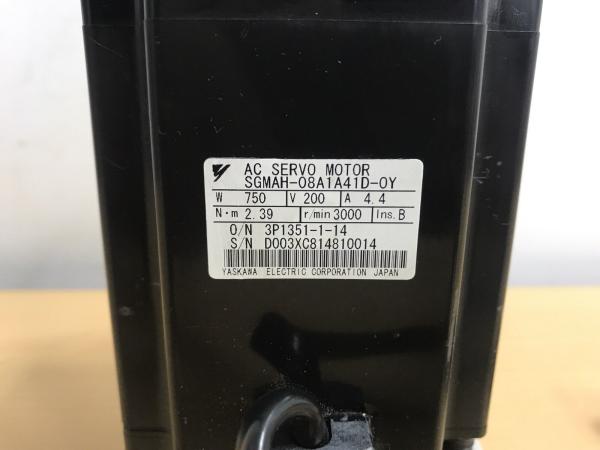 AC SERVO MOTOR
SGMAH-08A1A41D-0Y
W 750 V 200 A 4.4
N·m 2.39 r/min 3000 Ins.B
O/N 3P1351-1-14
S/N D003XC814810014
YASKAWA ELECTRIC CORPORATION JAPAN